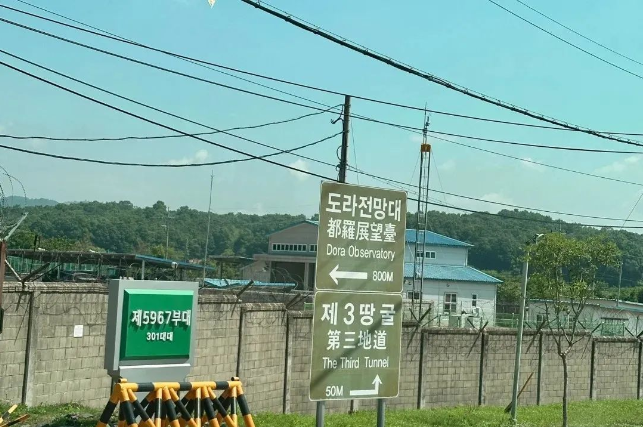 도라전망대
都羅展望臺
Dora Observatory
800M
제3땅굴
第三地道
The Third Tunnel
50M
제5967부대
301대대